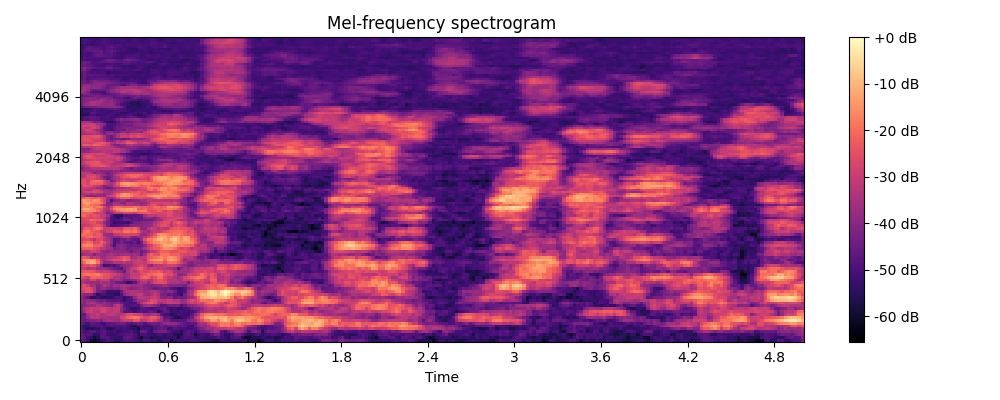 Mel-frequency spectrogram
Hz
4096
2048
1024
512
0
0 0.6 1.2 1.8 2.4 3 3.6 4.2 4.8
Time
+0 dB
-10 dB
-20 dB
-30 dB
-40 dB
-50 dB
-60 dB